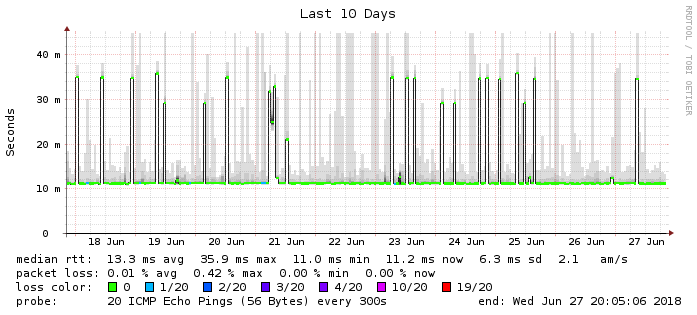 Last 10 Days
RRDTOOL / TOBI OETIKER
Seconds
40 m
30 m
20 m
10 m
0
18 Jun 19 Jun 20 Jun 21 Jun 22 Jun 23 Jun 24 Jun 25 Jun 26 Jun 27 Jun
median rtt: 13.3 ms avg 35.9 ms max 11.0 ms min 11.2 ms now 6.3 ms sd 2.1 am/s
packet loss: 0.01 % avg 0.42 % max 0.00 % min 0.00 % now
loss color: 0 1/20 2/20 3/20 4/20 10/20 19/20
probe: 20 ICMP Echo Pings (56 Bytes) every 300s end: Wed Jun 27 20:05:06 2018